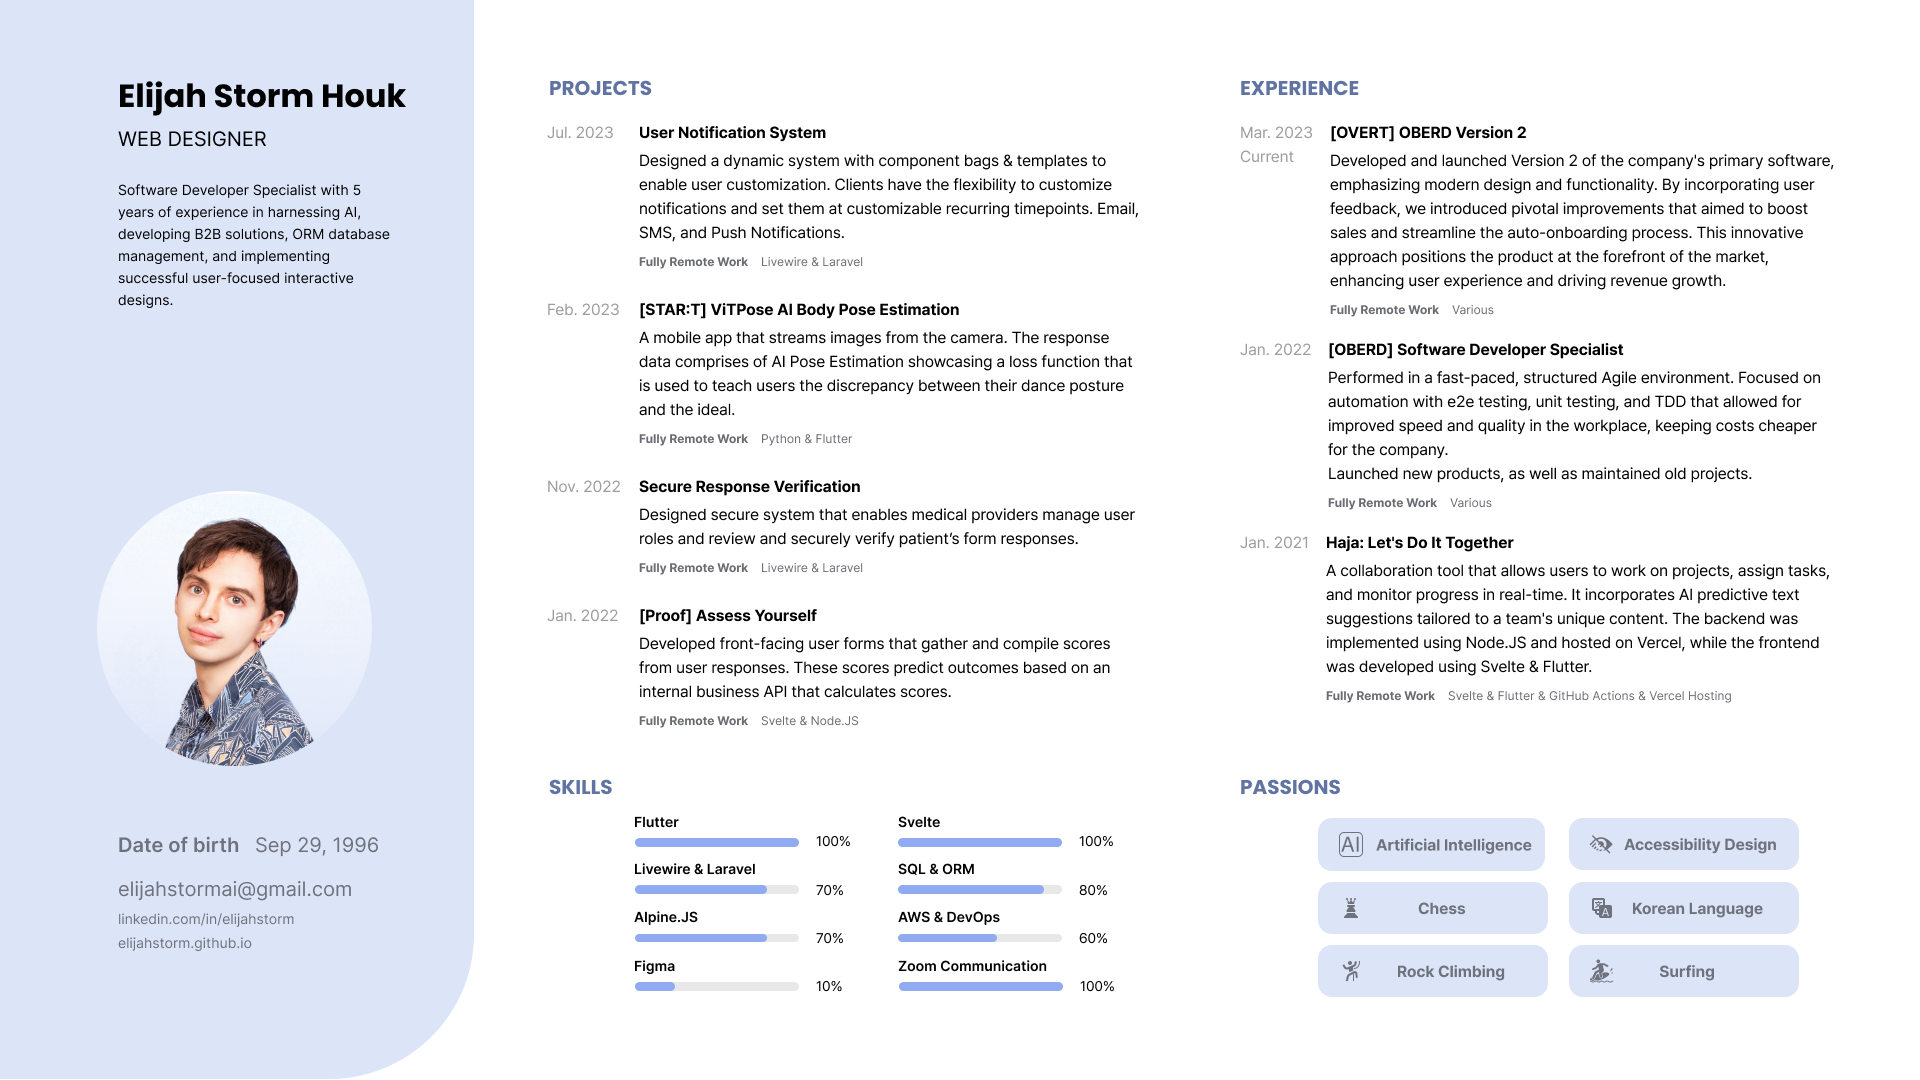 Elijah Storm Houk
WEB DESIGNER
Software Developer Specialist with 5
years of experience in harnessing AI,
developing B2B solutions, ORM database
management, and implementing
successful user-focused interactive
designs.
Date of birth Sep 29, 1996
elijahstormai@gmail.com
linkedin.com/in/elijahstorm
elijahstorm.github.io
PROJECTS
Jul. 2023 User Notification System
Designed a dynamic system with component bags & templates to
enable user customization. Clients have the flexibility to customize
notifications and set them at customizable recurring timepoints. Email,
SMS, and Push Notifications.
Fully Remote Work Livewire & Laravel
Feb. 2023 [STAR:T] ViTPose AI Body Pose Estimation
A mobile app that streams images from the camera. The response
data comprises of AI Pose Estimation showcasing a loss function that
is used to teach users the discrepancy between their dance posture
and the ideal.
Fully Remote Work Python & Flutter
Nov. 2022 Secure Response Verification
Designed secure system that enables medical providers manage user
roles and review and securely verify patient’s form responses.
Fully Remote Work Livewire & Laravel
Jan. 2022 [Proof] Assess Yourself
Developed front-facing user forms that gather and compile scores
from user responses. These scores predict outcomes based on an
internal business API that calculates scores.
Fully Remote Work Svelte & Node.JS
EXPERIENCE
Mar. 2023 [OVERT] OBERD Version 2
Current Developed and launched Version 2 of the company's primary software,
emphasizing modern design and functionality. By incorporating user
feedback, we introduced pivotal improvements that aimed to boost
sales and streamline the auto-onboarding process. This innovative
approach positions the product at the forefront of the market,
enhancing user experience and driving revenue growth.
Fully Remote Work Various
Jan. 2022 [OBERD] Software Developer Specialist
Performed in a fast-paced, structured Agile environment. Focused on
automation with e2e testing, unit testing, and TDD that allowed for
improved speed and quality in the workplace, keeping costs cheaper
for the company.
Launched new products, as well as maintained old projects.
Fully Remote Work Various
Jan. 2021 Haja: Let's Do It Together
A collaboration tool that allows users to work on projects, assign tasks,
and monitor progress in real-time. It incorporates AI predictive text
suggestions tailored to a team's unique content. The backend was
implemented using Node.JS and hosted on Vercel, while the frontend
was developed using Svelte & Flutter.
Fully Remote Work Svelte & Flutter & GitHub Actions & Vercel Hosting
SKILLS
Flutter
100%
Livewire & Laravel
70%
Alpine.JS
70%
Figma
10%
Svelte
100%
SQL & ORM
80%
AWS & DevOps
60%
Zoom Communication
100%
PASSIONS
AI Artificial Intelligence
Accessibility Design
Chess
A Korean Language
Rock Climbing
Surfing